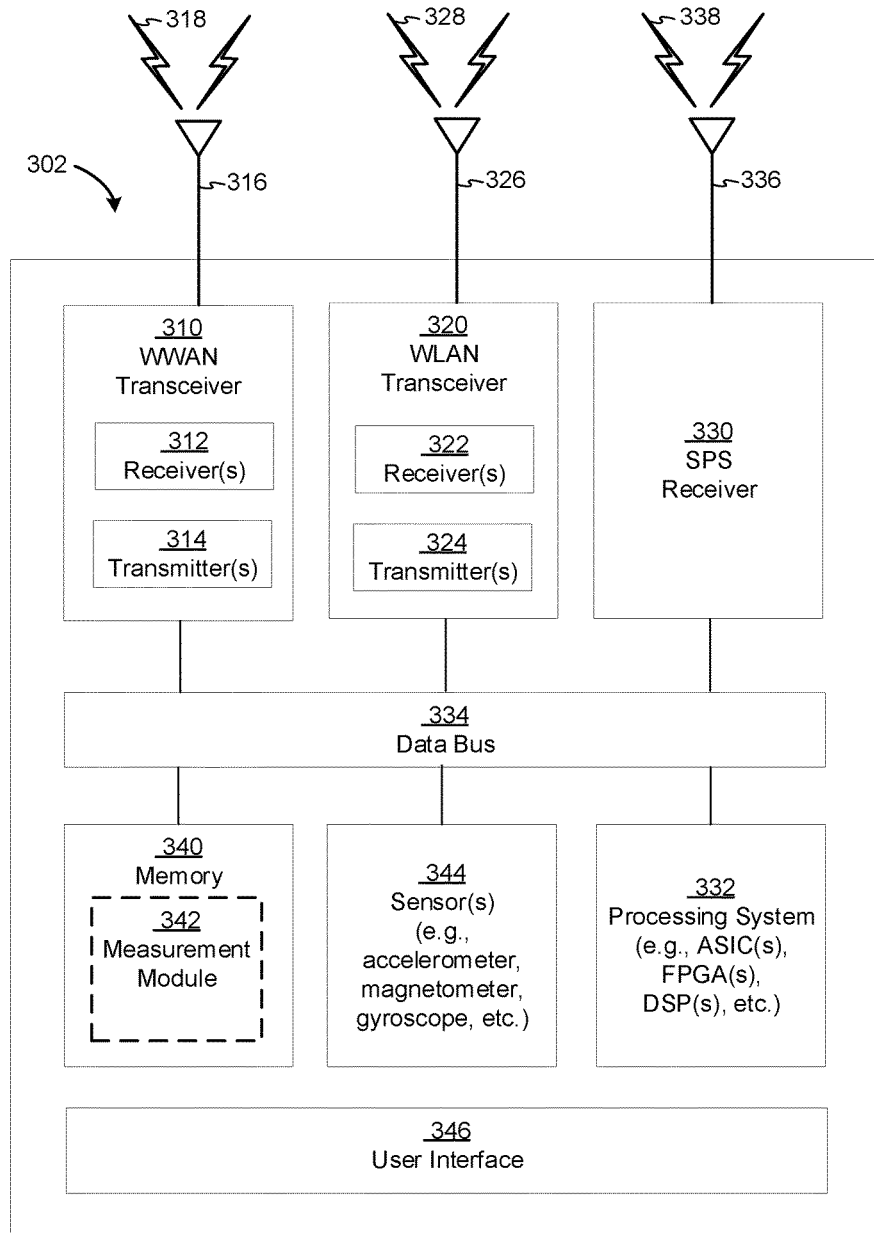 318
328
338
302
316
326
336
310
WWAN
Transceiver
312
Receiver(s)
314
Transmitter(s)
320
WLAN
Transceiver
322
Receiver(s)
324
Transmitter(s)
330
SPS
Receiver
334
Data Bus
340
Memory
342
Measurement
Module
344
Sensor(s)
(e.g.,
accelerometer,
magnetometer,
gyroscope, etc.)
332
Processing System
(e.g., ASIC(s),
FPGA(s),
DSP(s), etc.)
346
User Interface